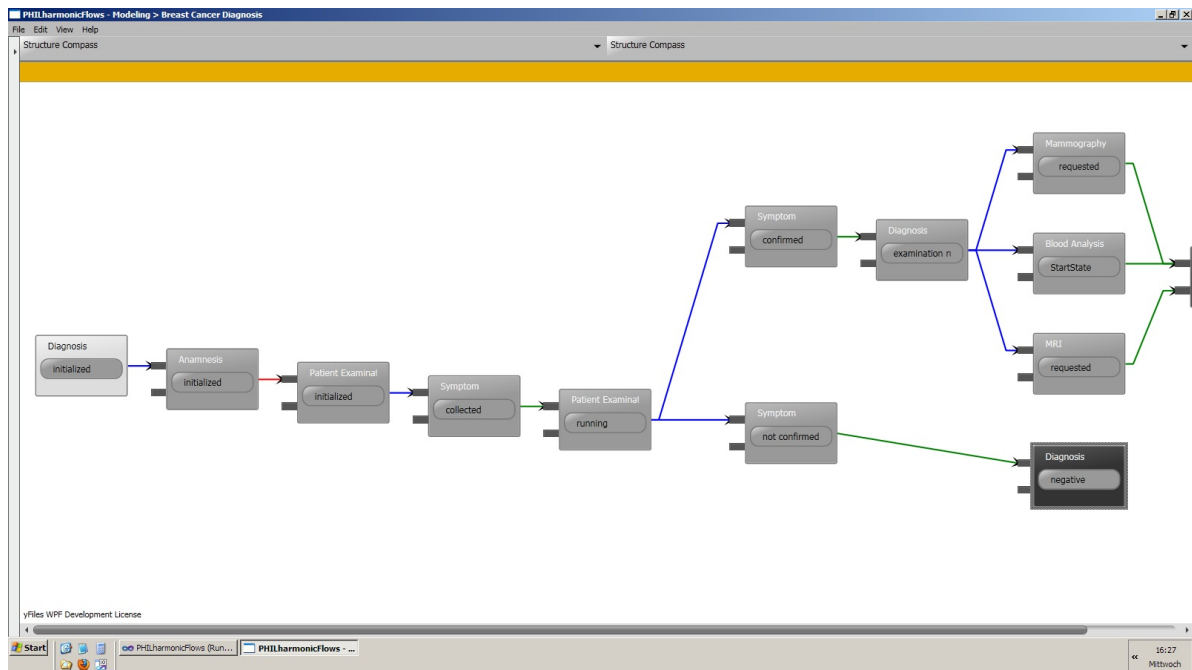 PHILharmonicFlows - Modeling > Breast Cancer Diagnosis
File Edit View Help
Structure Compass
Structure Compass
Mammography
requested
Symptom
confirmed
Diagnosis
examination n
Blood Analysis
StartState
Diagnosis
initialized
Anamnesis
initialized
Patient Examinal
initialized
Symptom
collected
Patient Examinal
running
MRI
requested
Symptom
not confirmed
Diagnosis
negative
yFiles WPF Development License
Start
PHILharmonicFlows (Run...
PHILharmonicFlows - ...
16:27
Mittwoch